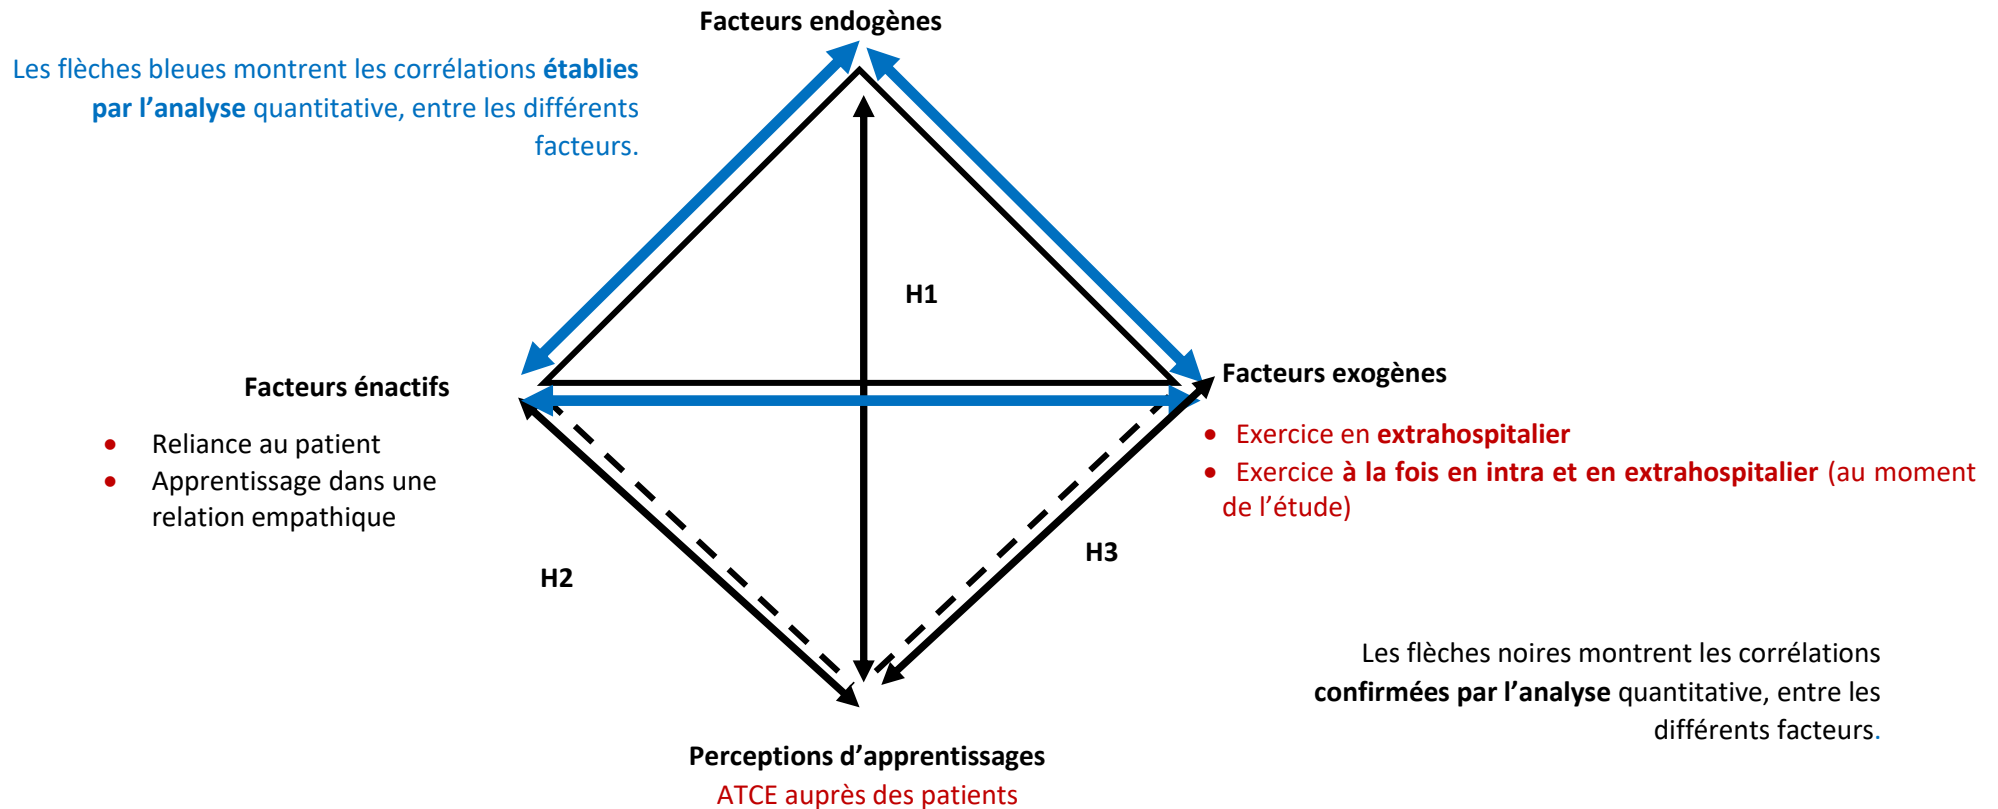 Facteurs endogènes
Les flèches bleues montrent les corrélations établies
par l’analyse quantitative, entre les différents
facteurs.
H1
Facteurs énactifs
• Reliance au patient
• Apprentissage dans une
relation empathique
Facteurs exogènes
• Exercice en extrahospitalier
• Exercice à la fois en intra et en extrahospitalier (au moment
de l’étude)
H2
H3
Les flèches noires montrent les corrélations
confirmées par l’analyse quantitative, entre les
différents facteurs.
Perceptions d’apprentissages
ATCE auprès des patients